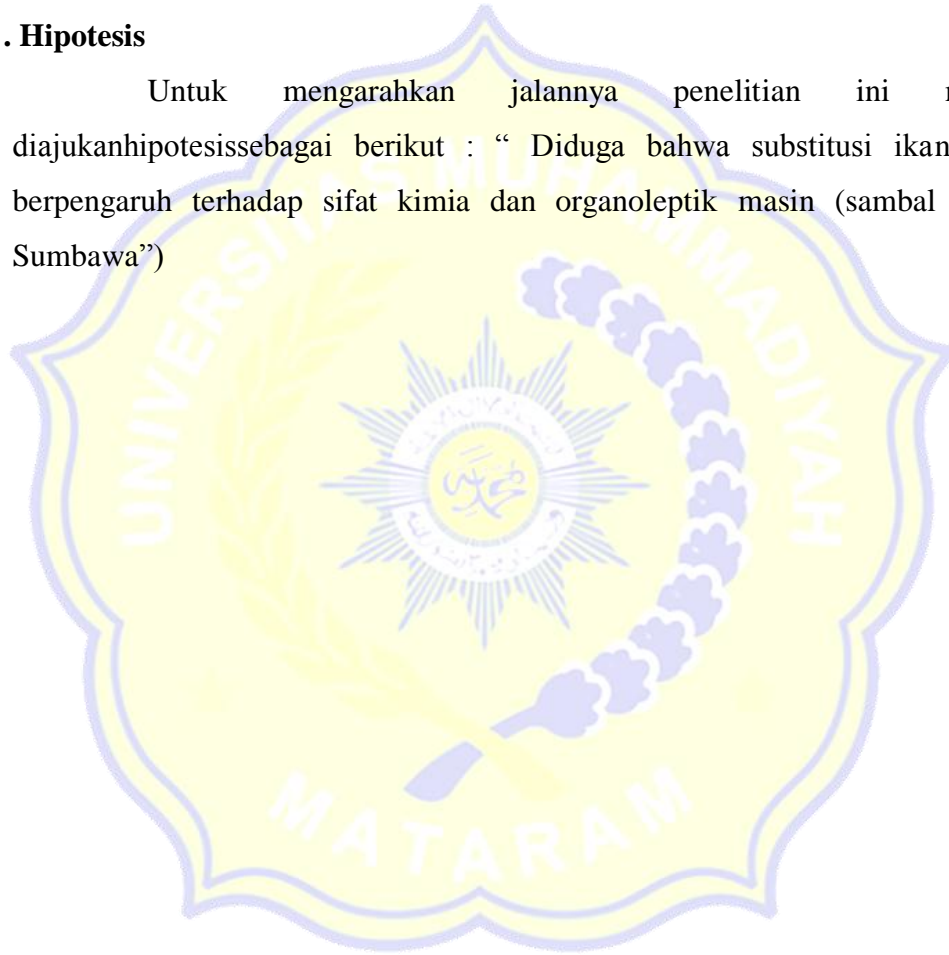 . Hipotesis
Untuk mengarahkan jalannya penelitian ini
diajukanhipotesissebagai berikut : “ Diduga bahwa substitusi ikan
berpengaruh terhadap sifat kimia dan organoleptik masin (sambal
Sumbawa”)
UNIVERSITAS MUHAMMADIYAH
MATARAM